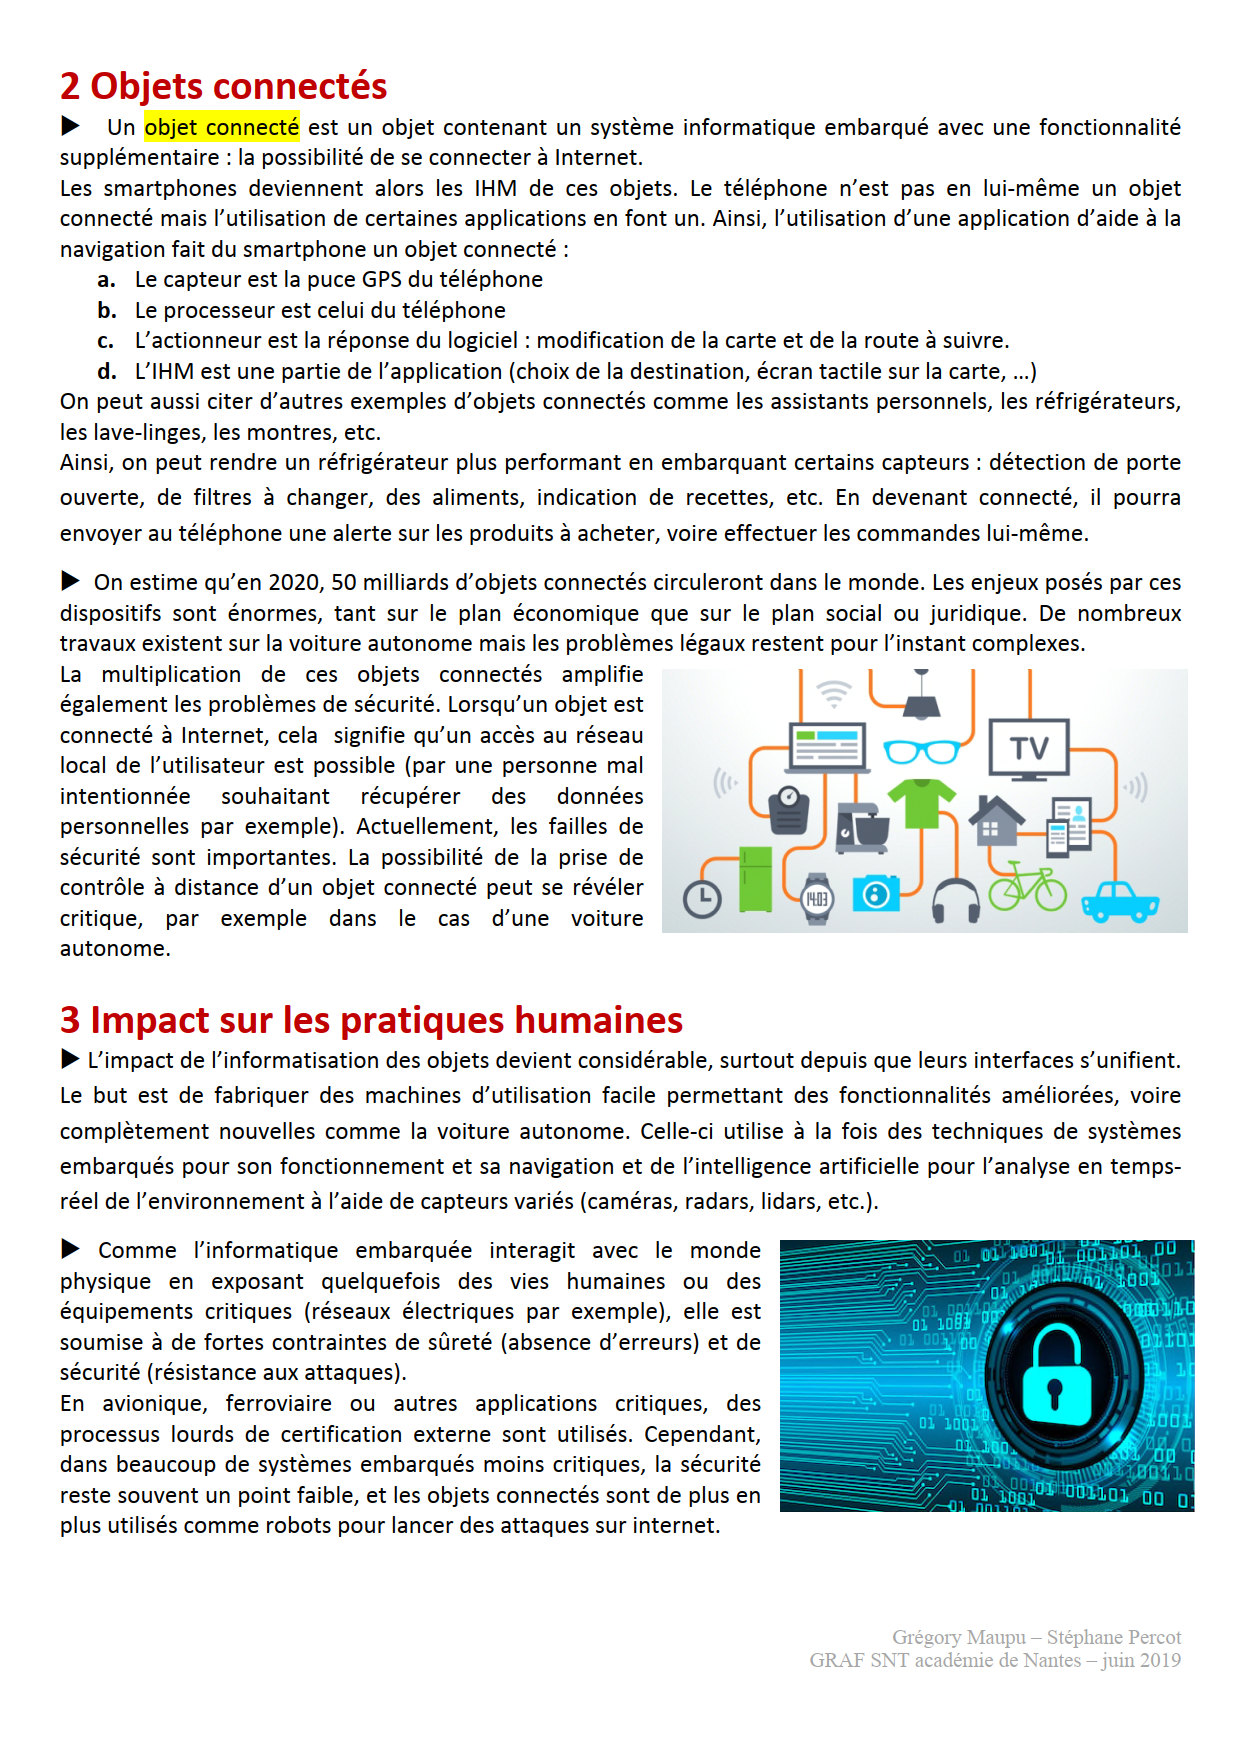 2 Objets connectés
▶ Un objet connecté est un objet contenant un système informatique embarqué avec une fonctionnalité
supplémentaire : la possibilité de se connecter à Internet.
Les smartphones deviennent alors les IHM de ces objets. Le téléphone n’est pas en lui-même un objet
connecté mais l’utilisation de certaines applications en font un. Ainsi, l’utilisation d’une application d’aide à la
navigation fait du smartphone un objet connecté :
a. Le capteur est la puce GPS du téléphone
b. Le processeur est celui du téléphone
c. L’actionneur est la réponse du logiciel : modification de la carte et de la route à suivre.
d. L’IHM est une partie de l’application (choix de la destination, écran tactile sur la carte, …)
On peut aussi citer d’autres exemples d’objets connectés comme les assistants personnels, les réfrigérateurs,
les lave-linges, les montres, etc.
Ainsi, on peut rendre un réfrigérateur plus performant en embarquant certains capteurs : détection de porte
ouverte, de filtres à changer, des aliments, indication de recettes, etc. En devenant connecté, il pourra
envoyer au téléphone une alerte sur les produits à acheter, voire effectuer les commandes lui-même.
▶ On estime qu’en 2020, 50 milliards d’objets connectés circuleront dans le monde. Les enjeux posés par ces
dispositifs sont énormes, tant sur le plan économique que sur le plan social ou juridique. De nombreux
travaux existent sur la voiture autonome mais les problèmes légaux restent pour l’instant complexes.
La multiplication de ces objets connectés amplifie
également les problèmes de sécurité. Lorsqu’un objet est
connecté à Internet, cela signifie qu’un accès au réseau
local de l’utilisateur est possible (par une personne mal
intentionnée souhaitant récupérer des données
personnelles par exemple). Actuellement, les failles de
sécurité sont importantes. La possibilité de la prise de
contrôle à distance d’un objet connecté peut se révéler
critique, par exemple dans le cas d’une voiture
autonome.
TV
14:03
3 Impact sur les pratiques humaines
▶ L’impact de l’informatisation des objets devient considérable, surtout depuis que leurs interfaces s’unifient.
Le but est de fabriquer des machines d’utilisation facile permettant des fonctionnalités améliorées, voire
complètement nouvelles comme la voiture autonome. Celle-ci utilise à la fois des techniques de systèmes
embarqués pour son fonctionnement et sa navigation et de l’intelligence artificielle pour l’analyse en temps-
réel de l’environnement à l’aide de capteurs variés (caméras, radars, lidars, etc.).
▶ Comme l’informatique embarquée interagit avec le monde
physique en exposant quelquefois des vies humaines ou des
équipements critiques (réseaux électriques par exemple), elle est
soumise à de fortes contraintes de sûreté (absence d’erreurs) et de
sécurité (résistance aux attaques).
En avionique, ferroviaire ou autres applications critiques, des
processus lourds de certification externe sont utilisés. Cependant,
dans beaucoup de systèmes embarqués moins critiques, la sécurité
reste souvent un point faible, et les objets connectés sont de plus en
plus utilisés comme robots pour lancer des attaques sur internet.
Grégory Maupu – Stéphane Percot
GRAF SNT académie de Nantes – juin 2019